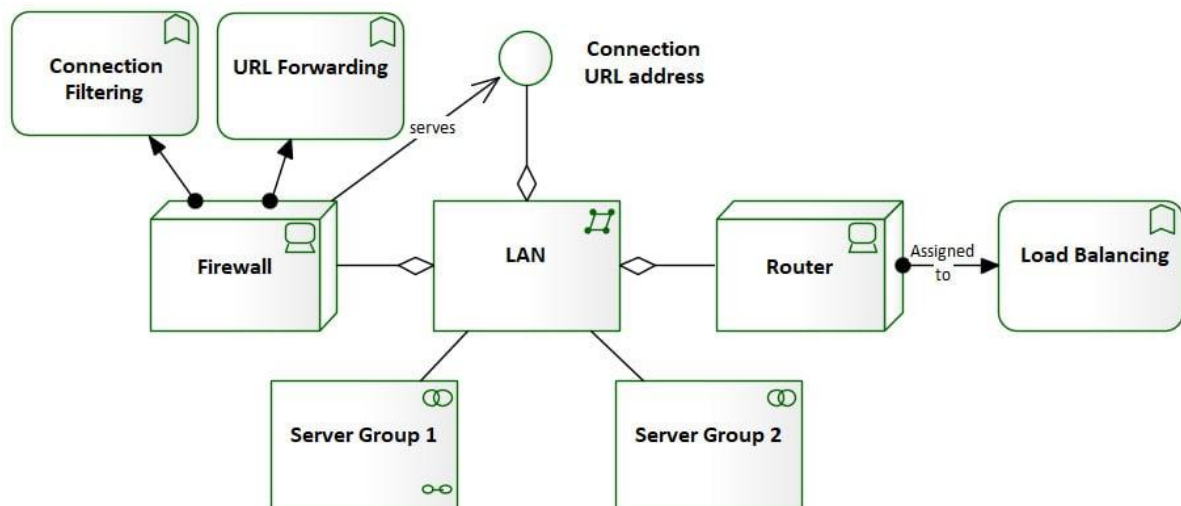 Connection
Filtering
URL Forwarding
Connection
URL address
serves
Firewall
LAN
Router
Assigned
to
Load Balancing
Server Group 1
Server Group 2